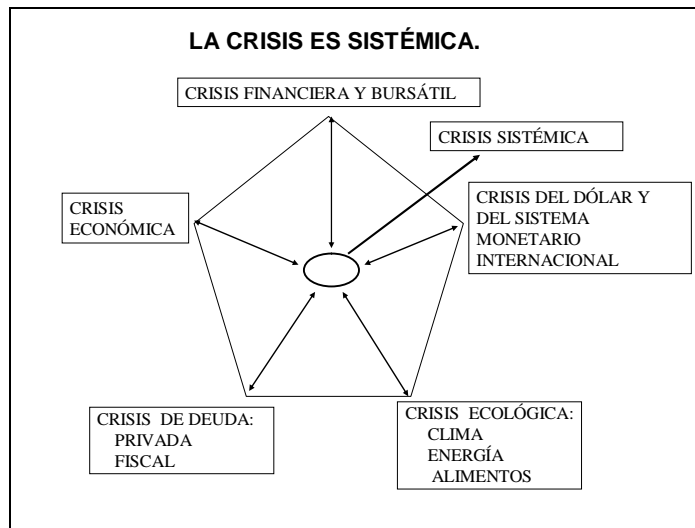 LA CRISIS ES SISTÉMICA.
CRISIS FINANCIERA Y BURSÁTIL
CRISIS SISTÉMICA
CRISIS
ECONÓMICA
CRISIS DEL DÓLAR Y
DEL SISTEMA
MONETARIO
INTERNACIONAL
CRISIS DE DEUDA:
PRIVADA
FISCAL
CRISIS ECOLÓGICA:
CLIMA
ENERGÍA
ALIMENTOS